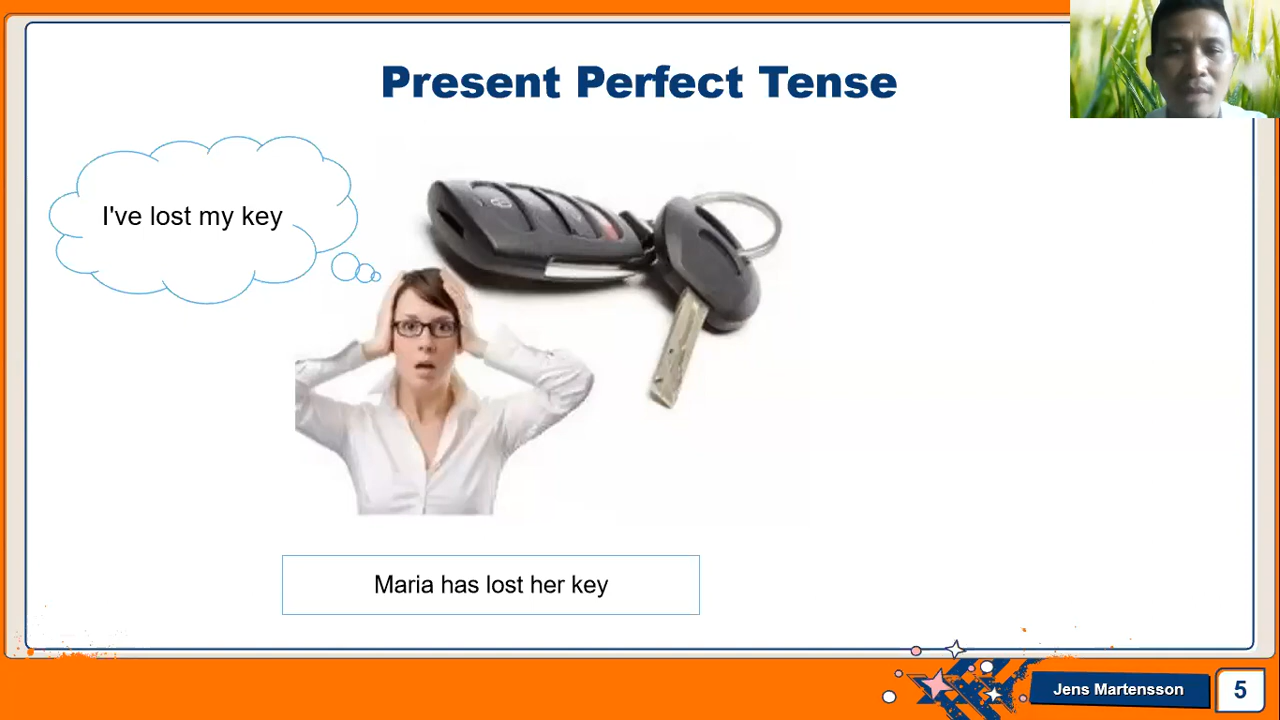 Present Perfect Tense
I've lost my key
Maria has lost her key
Jens Martensson
5